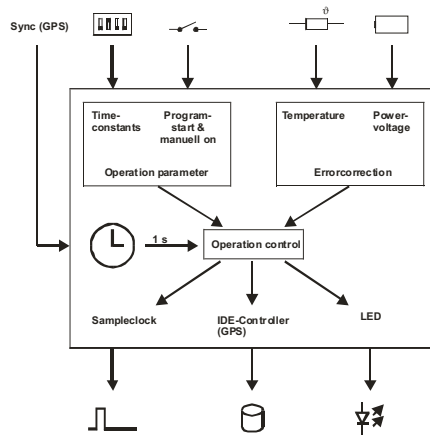 Sync (GPS)
ϑ
Time-
constants
Program-
start &
manuell on
Operation parameter
Temperature
Power-
voltage
Errorcorrection
1 s
Operation control
Sampleclock
IDE-Controller
(GPS)
LED